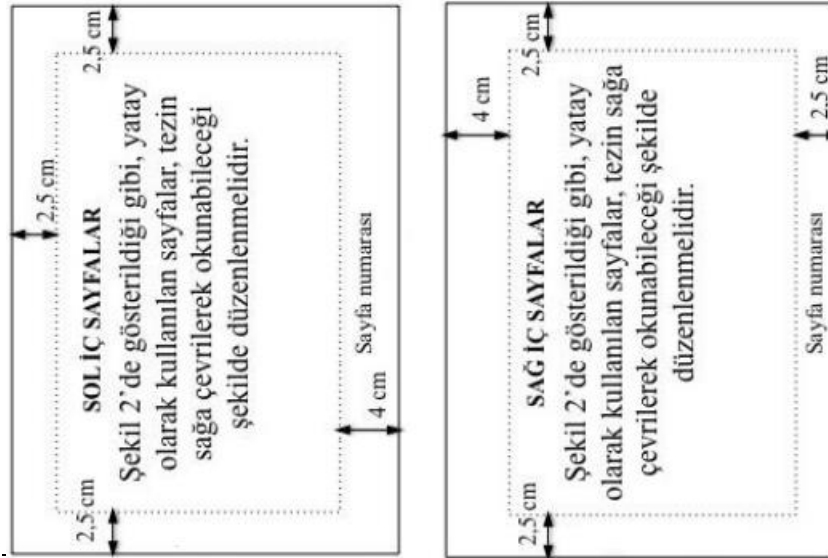 2,5 cm
2,5 cm
SOL İÇ SAYFALAR
Şekil 2’de gösterildiği gibi, yatay
olarak kullanılan sayfalar, tezin
sağa çevrilerek okunabileceği
şekilde düzenlenmelidir.
2,5 cm
Sayfa numarası
4 cm
2,5 cm
4 cm
SAĞ İÇ SAYFALAR
Şekil 2’de gösterildiği gibi, yatay
olarak kullanılan sayfalar, tezin sağa
çevrilerek okunabileceği şekilde
düzenlenmelidir.
2,5 cm
Sayfa numarası
2,5 cm